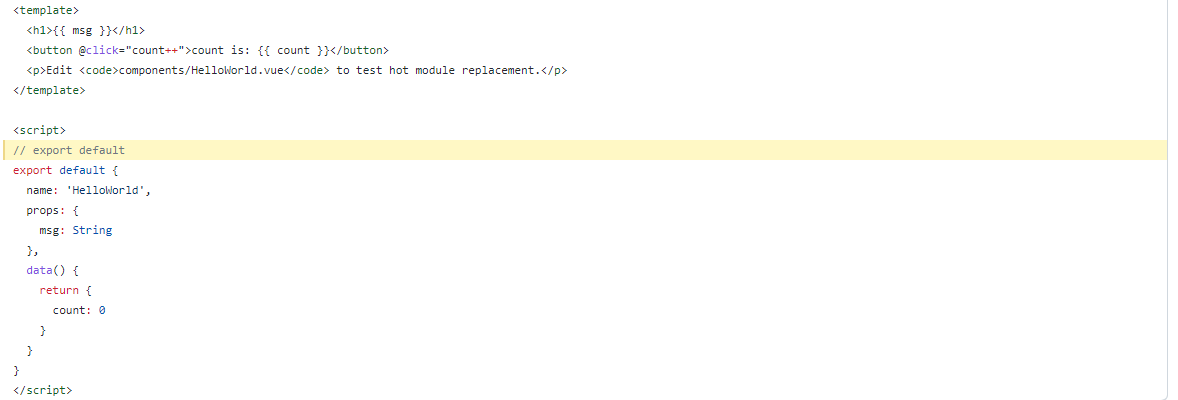 <template>
  <h1>{{ msg }}</h1>
  <button @click="count++">count is: {{ count }}</button>
  <p>Edit <code>components/HelloWorld.vue</code> to test hot module replacement.</p>
</template>

<script>
// export default
export default {
  name: 'HelloWorld',
  props: {
    msg: String
  },
  data() {
    return {
      count: 0
    }
  }
}
</script>